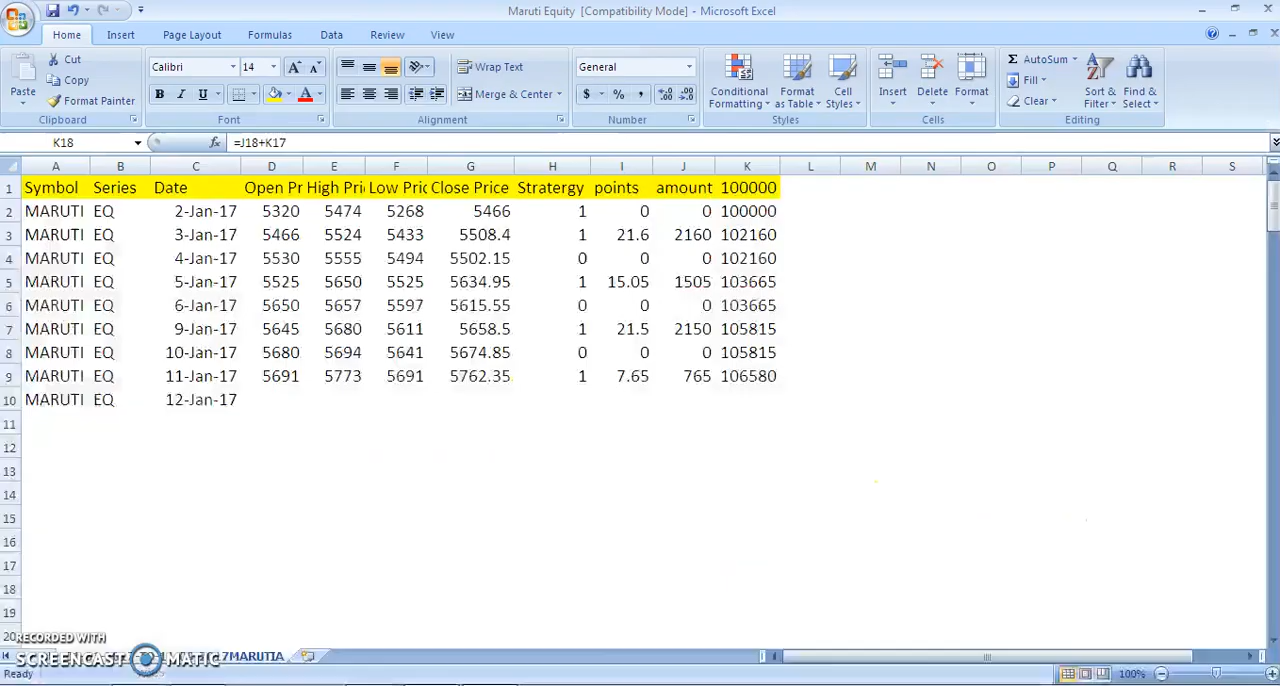 Maruti Equity [Compatibility Mode] - Microsoft Excel
Home Insert Page Layout Formulas Data Review View
Cut Calibri 14 A A Wrap Text General AutoSum
Copy Fill
Paste Format Painter B I U A Merge & Center $ % , Conditional Formatting Format as Table Cell Styles Insert Delete Format Clear Sort & Filter Find & Select
Clipboard Font Alignment Number Styles Cells Editing
K18 fx =J18+K17
A B C D E F G H I J K L M N O P Q R S
1 Symbol Series Date Open Pr High Pric Low Pric Close Price Stratergy points amount 100000
2 MARUTI EQ 2-Jan-17 5320 5474 5268 5466 1 0 0 100000
3 MARUTI EQ 3-Jan-17 5466 5524 5433 5508.4 1 21.6 2160 102160
4 MARUTI EQ 4-Jan-17 5530 5555 5494 5502.15 0 0 0 102160
5 MARUTI EQ 5-Jan-17 5525 5650 5525 5634.95 1 15.05 1505 103665
6 MARUTI EQ 6-Jan-17 5650 5657 5597 5615.55 0 0 0 103665
7 MARUTI EQ 9-Jan-17 5645 5680 5611 5658.5 1 21.5 2150 105815
8 MARUTI EQ 10-Jan-17 5680 5694 5641 5674.85 0 0 0 105815
9 MARUTI EQ 11-Jan-17 5691 5773 5691 5762.35 1 7.65 765 106580
10 MARUTI EQ 12-Jan-17
11
12
13
14
15
16
17
18
19
20
RECORDED WITH
SCREENCAST MATIC
7MARUTIA
Ready 100%